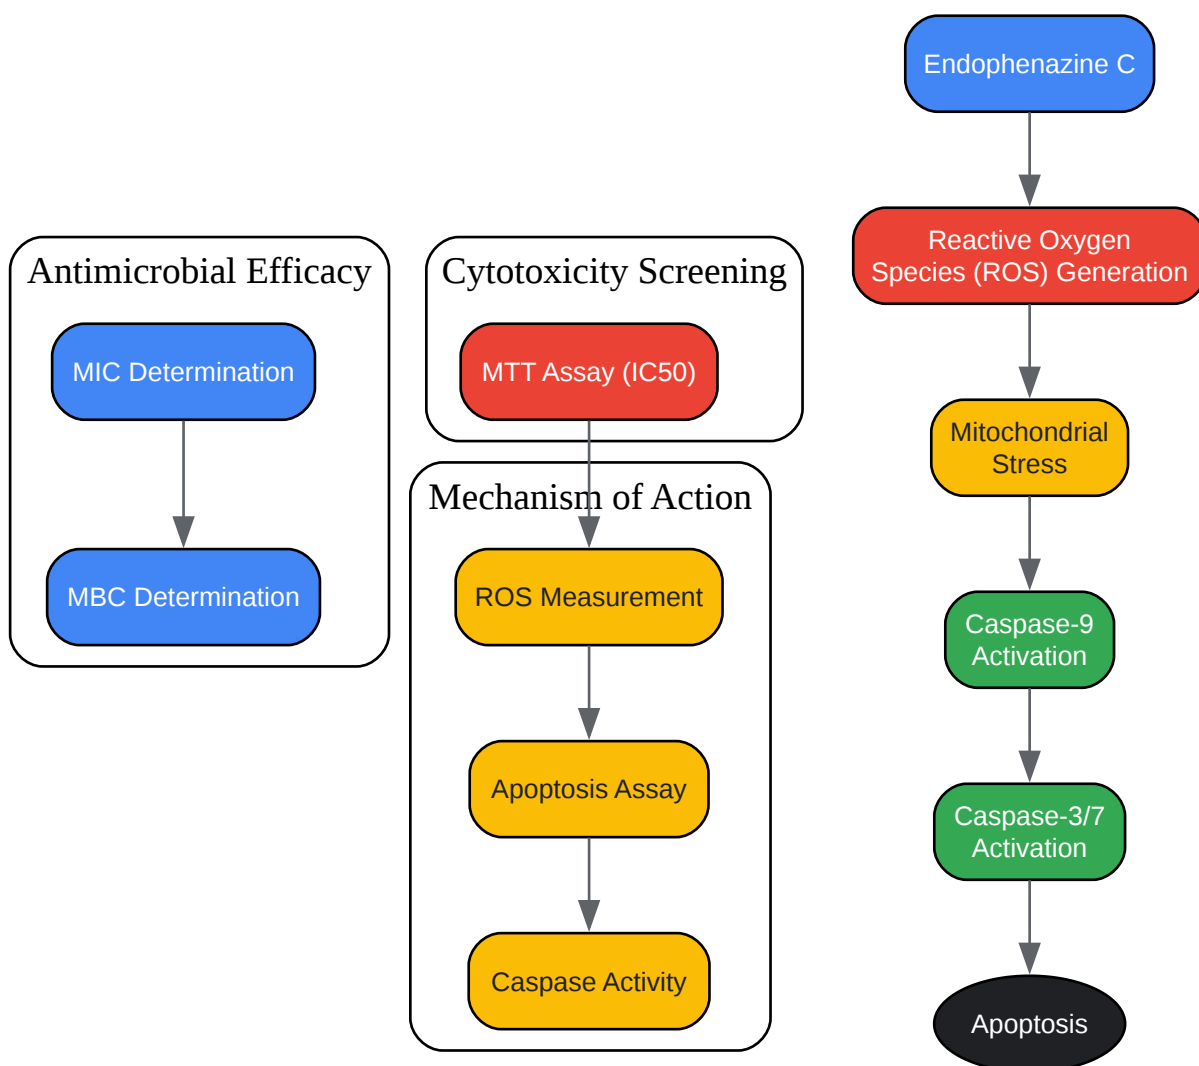 Antimicrobial Efficacy
MIC Determination
MBC Determination
Cytotoxicity Screening
MTT Assay (IC50)
Mechanism of Action
ROS Measurement
Apoptosis Assay
Caspase Activity
Endophenazine C
Reactive Oxygen
Species (ROS) Generation
Mitochondrial
Stress
Caspase-9
Activation
Caspase-3/7
Activation
Apoptosis